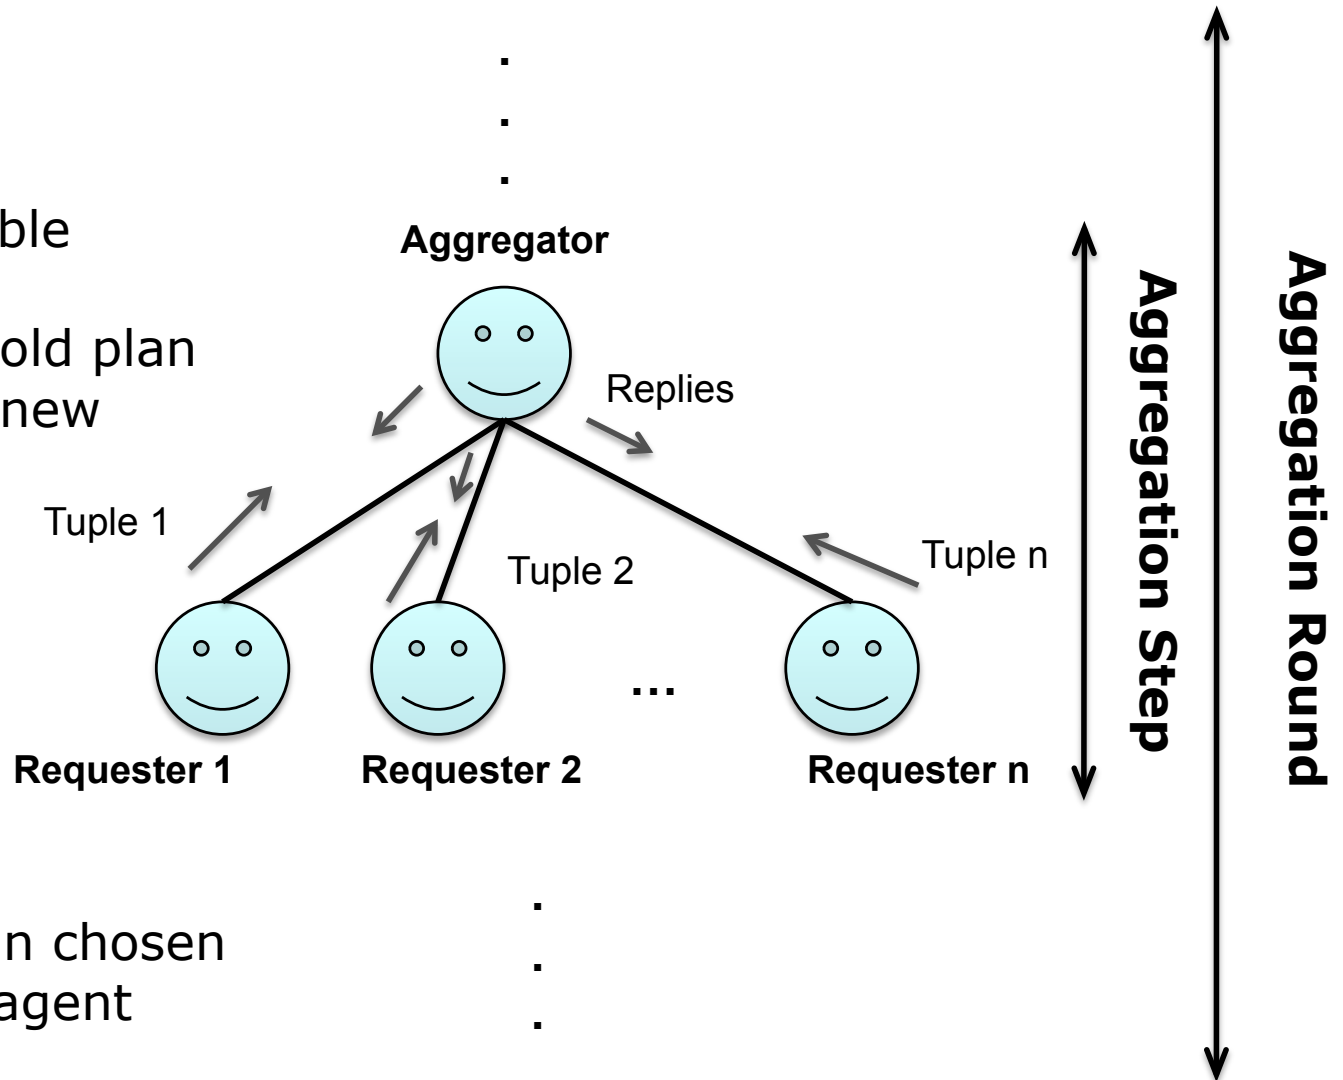 .
.
.
ble
Aggregator
old plan
new
Replies
Tuple 1
Tuple 2
Tuple n
...
Requester 1
Requester 2
Requester n
Aggregation Step
Aggregation Round
.
.
.
n chosen
agent